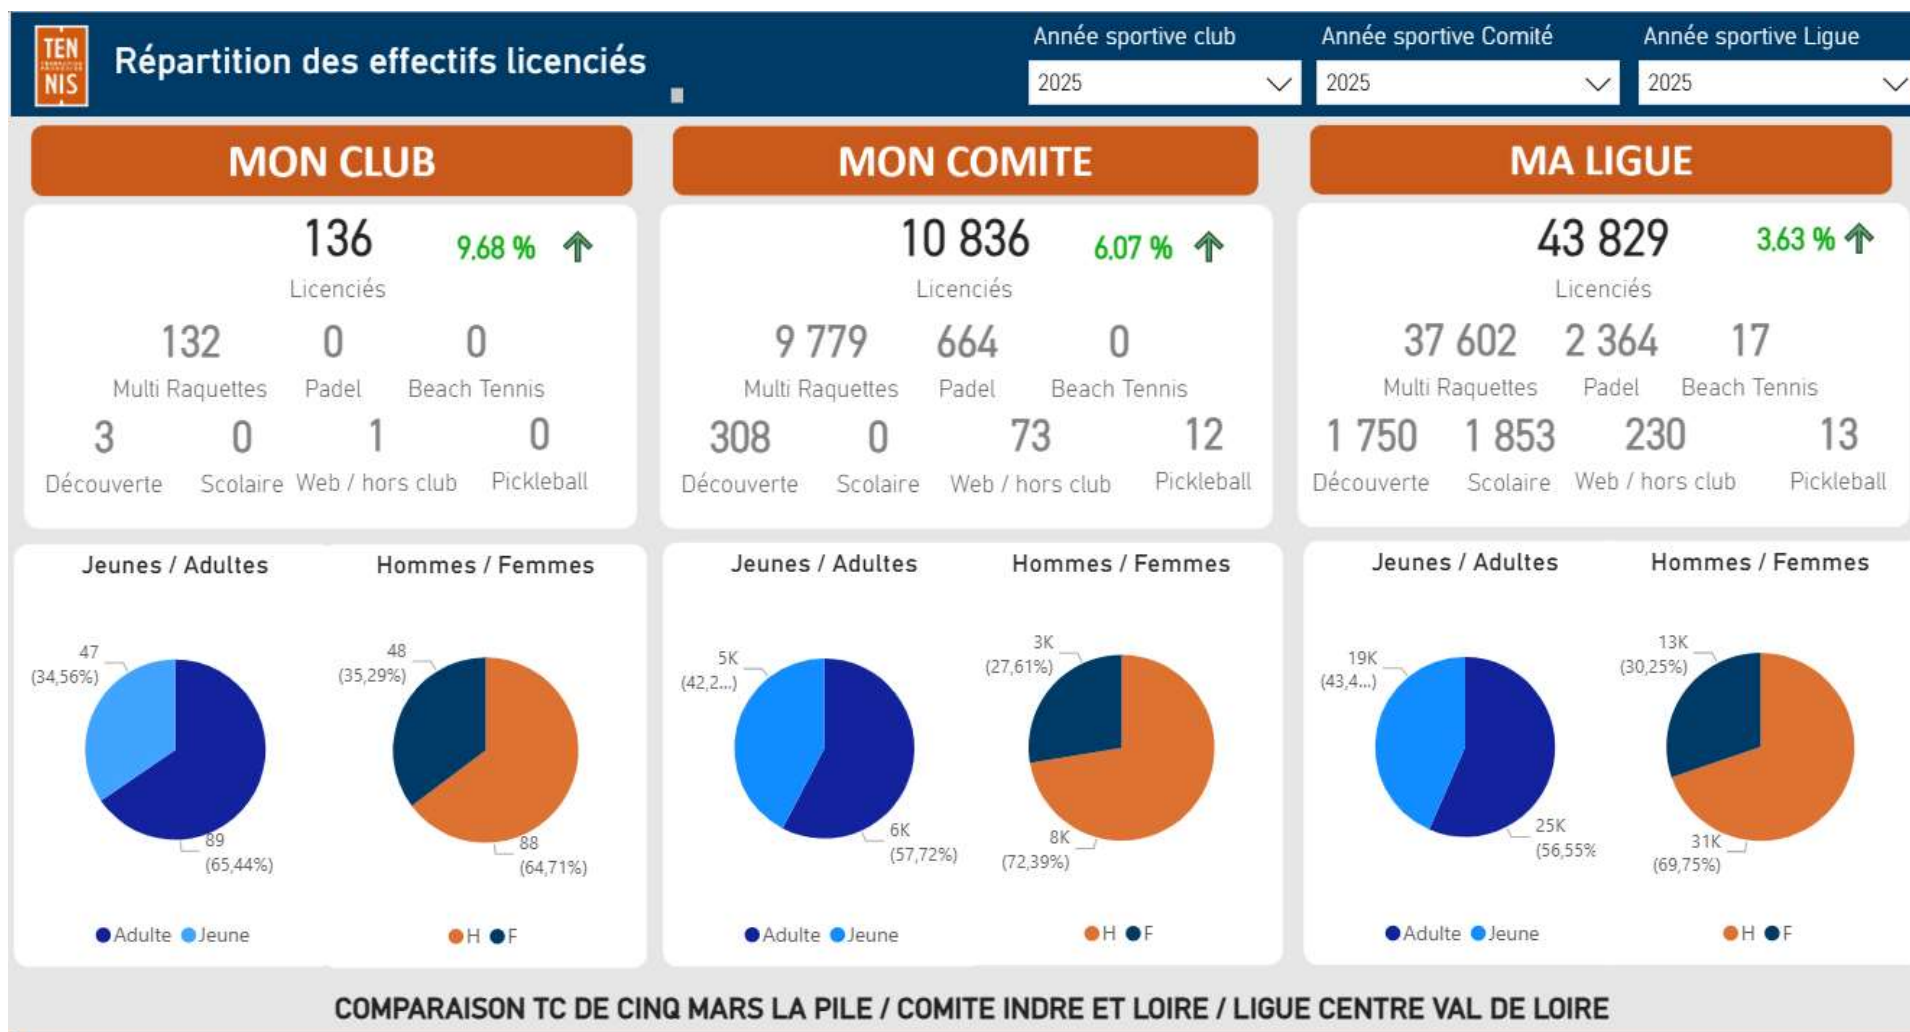 TEN
NIS
Répartition des effectifs licenciés
Année sportive club
2025
Année sportive Comité
2025
Année sportive Ligue
2025
MON CLUB
136
9,68 %
Licenciés
132 0 0
Multi Raquettes Padel Beach Tennis
3 0 1 0
Découverte Scolaire Web / hors club Pickleball
Jeunes / Adultes
47
(34,56%)
89
(65,44%)
Adulte Jeune
Hommes / Femmes
48
(35,29%)
88
(64,71%)
H F
MON COMITE
10 836
6,07 %
Licenciés
9 779 664 0
Multi Raquettes Padel Beach Tennis
308 0 73 12
Découverte Scolaire Web / hors club Pickleball
Jeunes / Adultes
5K
(42,2...)
6K
(57,72%)
Adulte Jeune
Hommes / Femmes
3K
(27,61%)
8K
(72,39%)
H F
MA LIGUE
43 829
3,63 %
Licenciés
37 602 2 364 17
Multi Raquettes Padel Beach Tennis
1 750 1 853 230 13
Découverte Scolaire Web / hors club Pickleball
Jeunes / Adultes
19K
(43,4...)
25K
(56,55%
Adulte Jeune
Hommes / Femmes
13K
(30,25%)
31K
(69,75%)
H F
COMPARAISON TC DE CINQ MARS LA PILE / COMITE INDRE ET LOIRE / LIGUE CENTRE VAL DE LOIRE